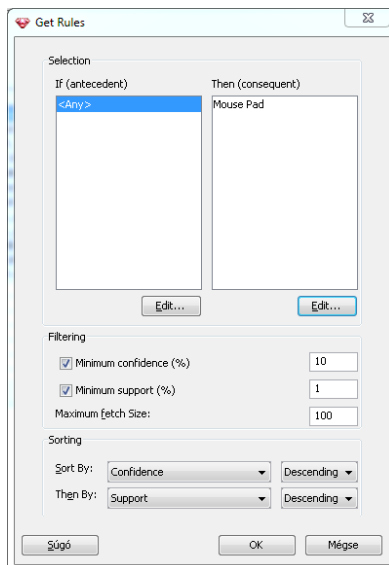 Get Rules
Selection
If (antecedent) Then (consequent)
<Any> Mouse Pad
Edit... Edit...
Filtering
Minimum confidence (%) 10
Minimum support (%) 1
Maximum fetch Size: 100
Sorting
Sort By: Confidence Descending
Then By: Support Descending
Súgó OK Mégse